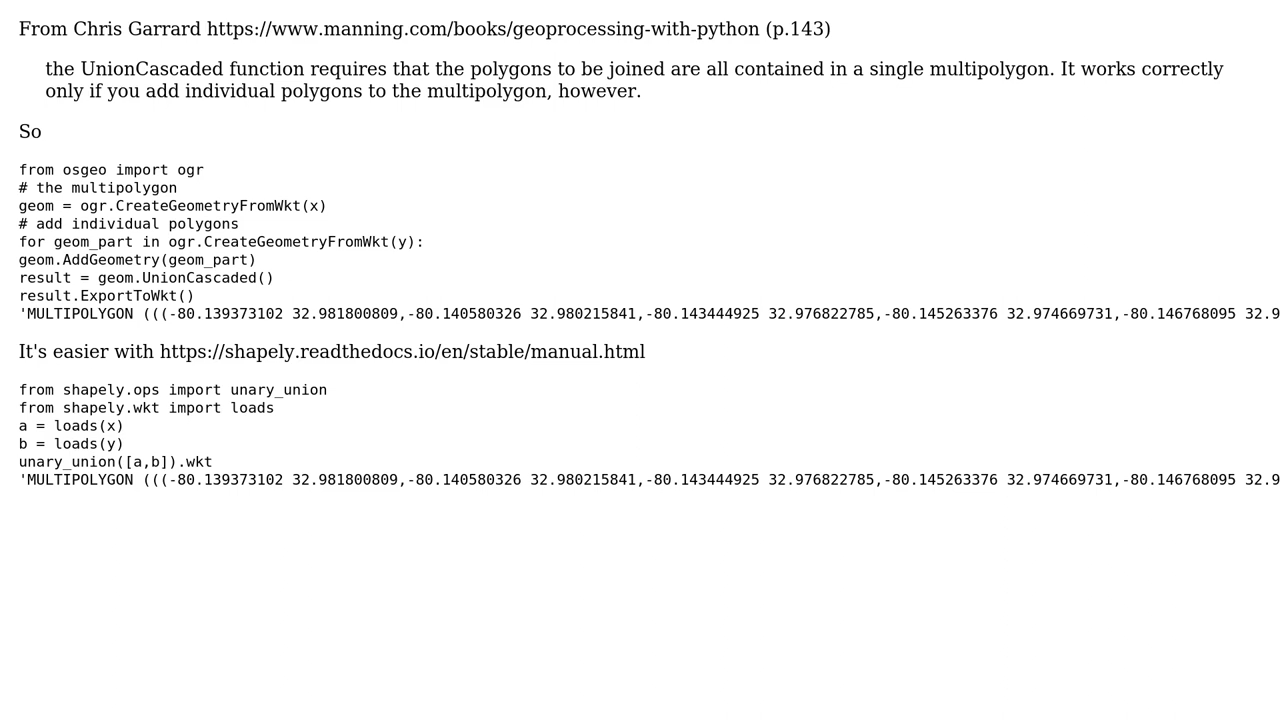 From Chris Garrard https://www.manning.com/books/geoprocessing-with-python (p.143)
the UnionCascaded function requires that the polygons to be joined are all contained in a single multipolygon. It works correctly
only if you add individual polygons to the multipolygon, however.
So
from osgeo import ogr
# the multipolygon
geom = ogr.CreateGeometryFromWkt(x)
# add individual polygons
for geom_part in ogr.CreateGeometryFromWkt(y):
geom.AddGeometry(geom_part)
result = geom.UnionCascaded()
result.ExportToWkt()
'MULTIPOLYGON (((-80.139373102 32.981800809,-80.140580326 32.980215841,-80.143444925 32.976822785,-80.145263376 32.974669731,-80.146768095 32.9
It's easier with https://shapely.readthedocs.io/en/stable/manual.html
from shapely.ops import unary_union
from shapely.wkt import loads
a = loads(x)
b = loads(y)
unary_union([a,b]).wkt
'MULTIPOLYGON (((-80.139373102 32.981800809,-80.140580326 32.980215841,-80.143444925 32.976822785,-80.145263376 32.974669731,-80.146768095 32.9